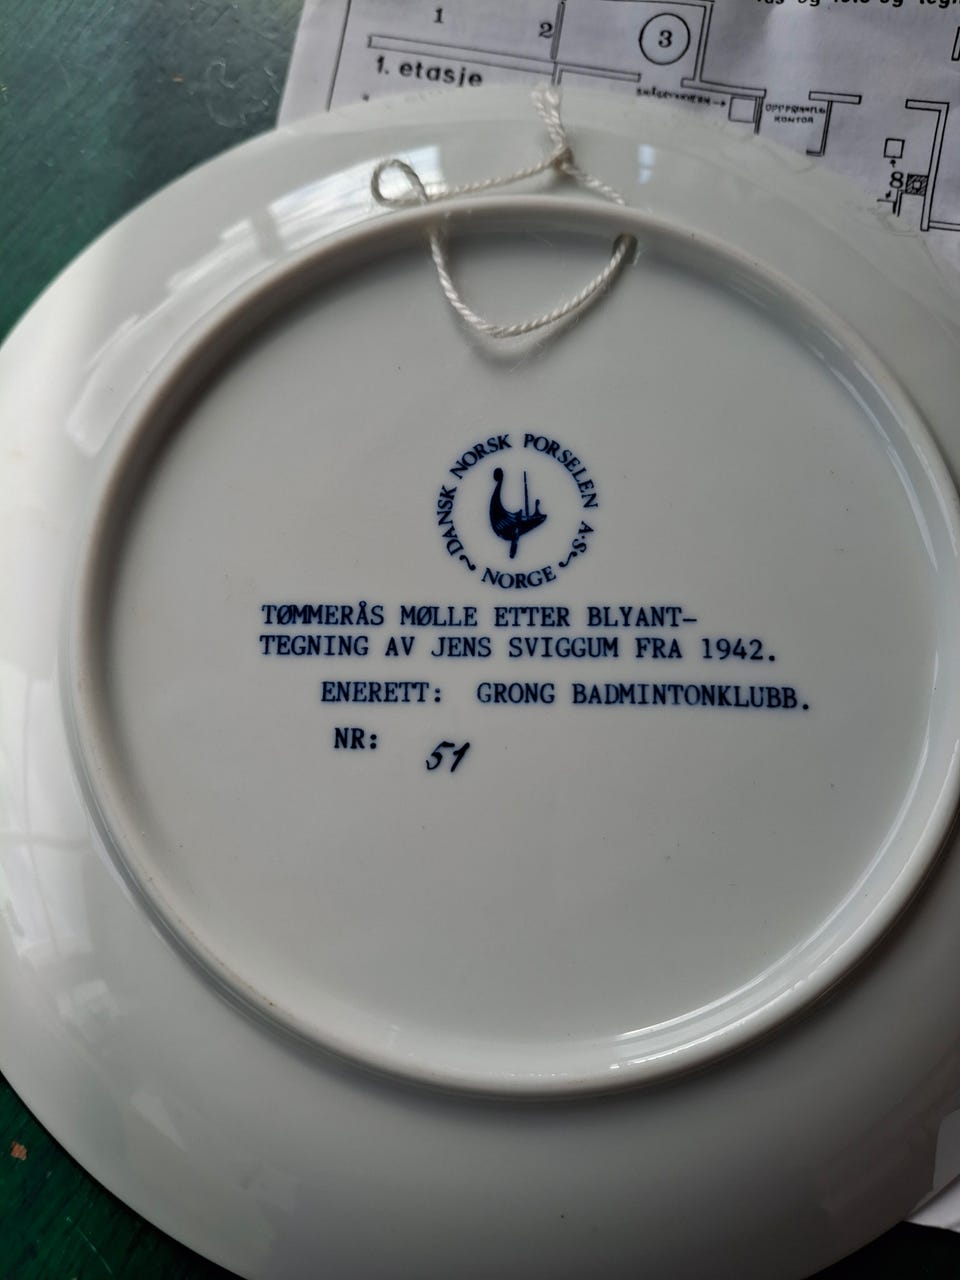 1
2
3
1. etasje
KONTOR
8
DANSK NORSK PORSELEN A·S
NORGE
TØMMERÅS MØLLE ETTER BLYANT-
TEGNING AV JENS SVIGGUM FRA 1942.
ENERETT: GRONG BADMINTONKLUBB.
NR: 51